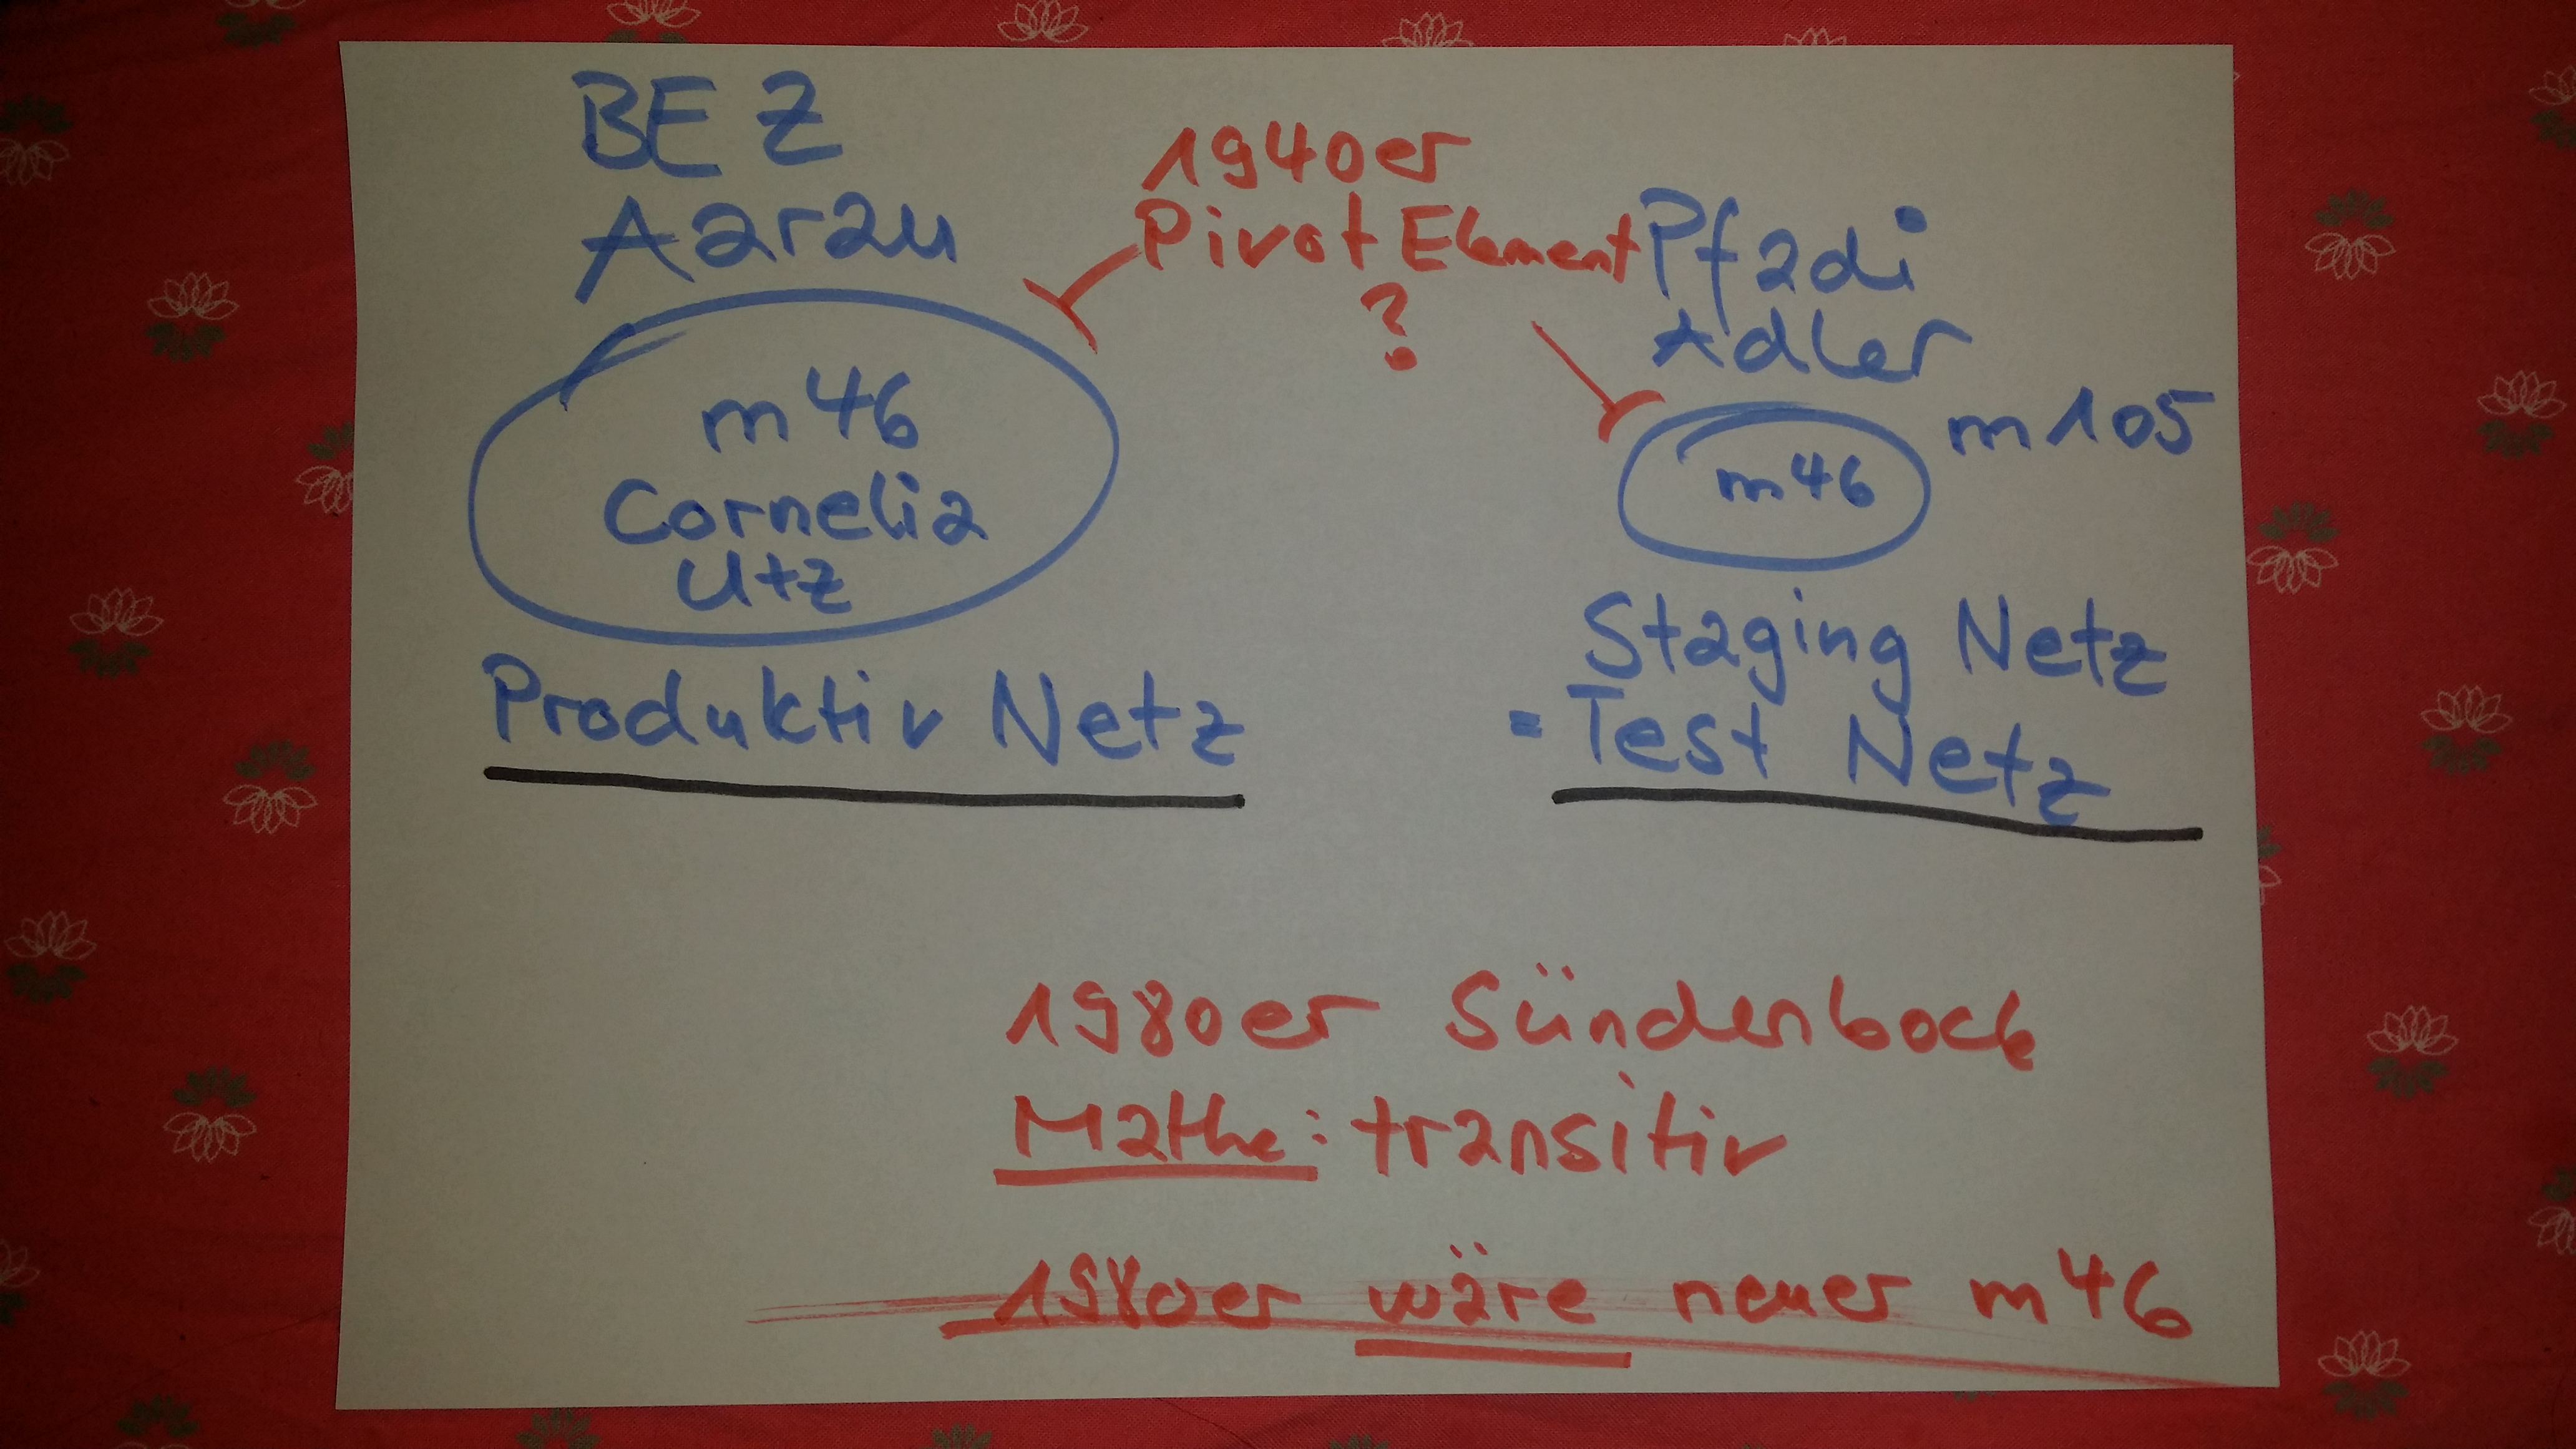 BEZ
Aarau
m46
Cornelia
Utz
Produktiv Netz
1940er
Pivot Element
?
Pfadi
Adler
m105
m46
Staging Netz
= Test Netz
1980er Sündenbock
Mathe: transitiv
1980er wäre neuer m46